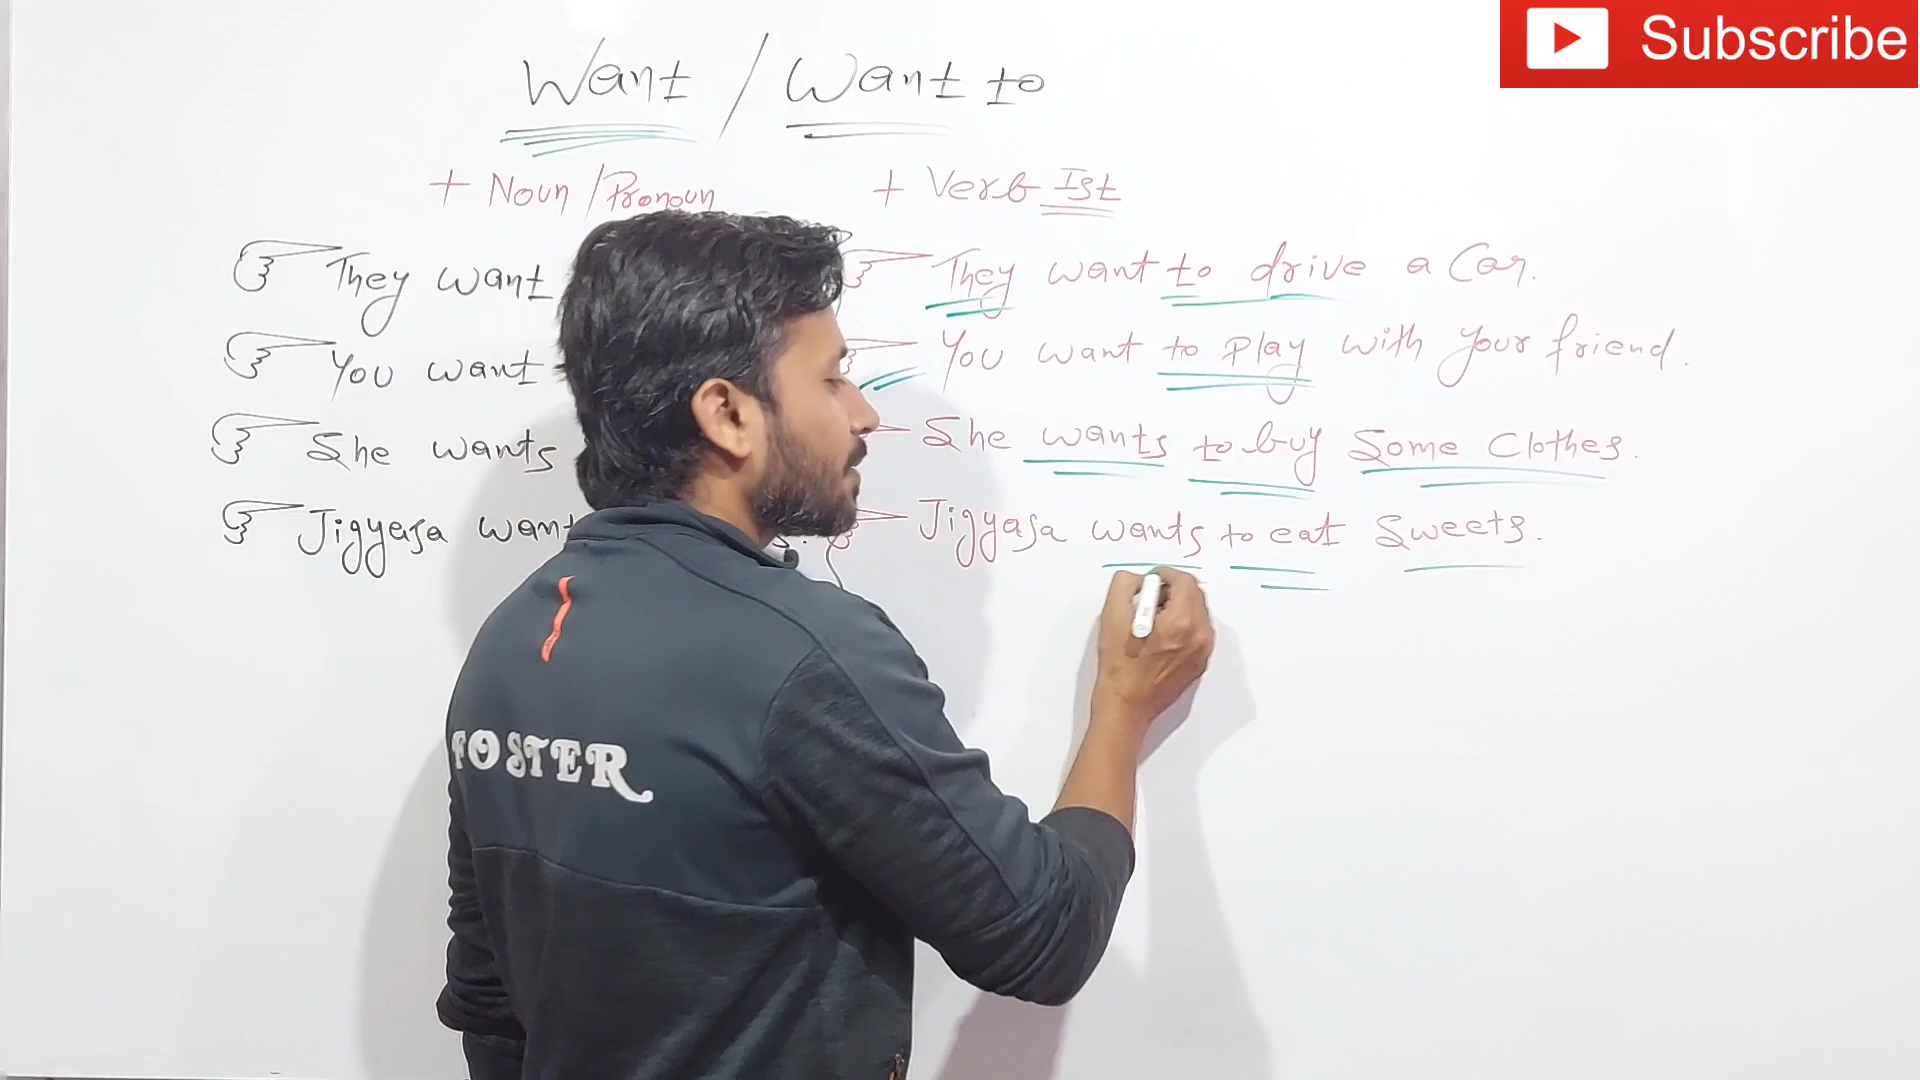 Subscribe
Want / Want to
+ Noun / Pronoun + Verb Ist
They want
They want to drive a Car.
You want
You want to play with your friend.
She wants
She wants to buy Some Clothes.
Jigyasa want
Jigyasa wants to eat Sweets.
FOSTER